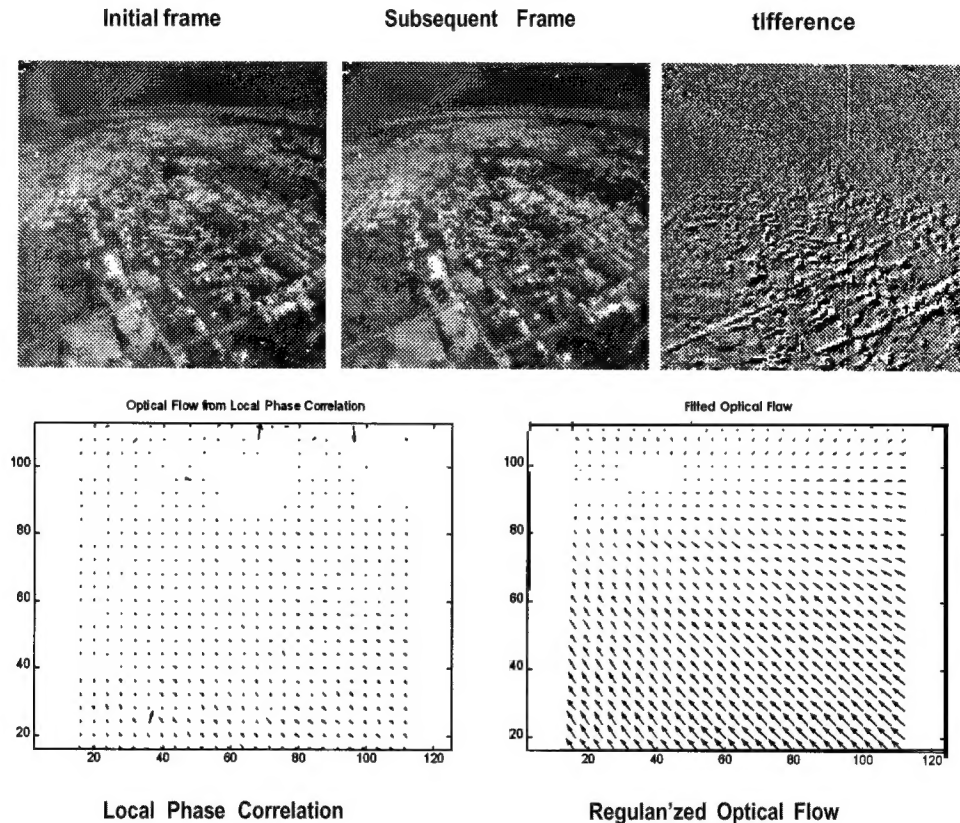 Initial frame
Subsequent Frame
tlfference
Optical Flow from Local Phase Correlation
100
80
60
40
20
20 40 60 80 100 120
Fitted Optical Flaw
100
80
60
40
20
20 40 60 80 100 120
Local Phase Correlation
Regulan'zed Optical Flow